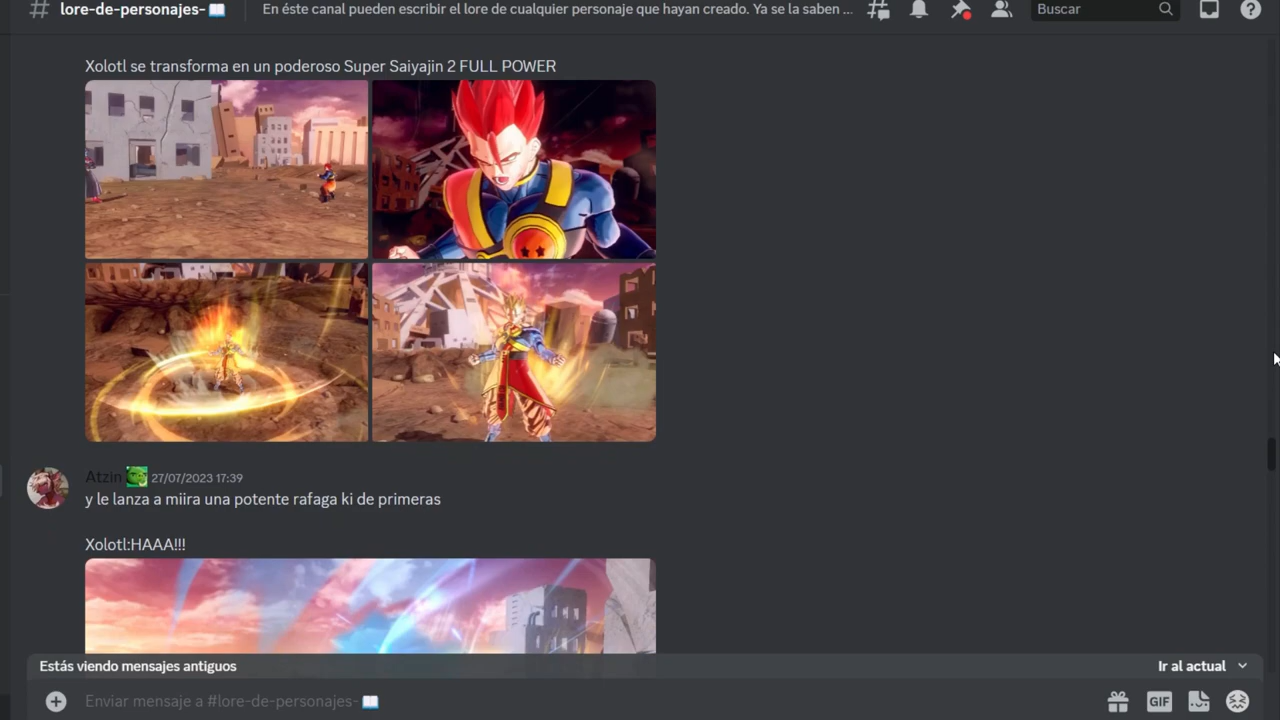 lore-de-personajes-
En éste canal pueden escribir el lore de cualquier personaje que hayan creado. Ya se la saben ...
Buscar
Xolotl se transforma en un poderoso Super Saiyajin 2 FULL POWER
Atzin 27/07/2023 17:39
y le lanza a miira una potente rafaga ki de primeras
Xolotl:HAAA!!!
Estás viendo mensajes antiguos
Ir al actual
Enviar mensaje a #lore-de-personajes-
GIF